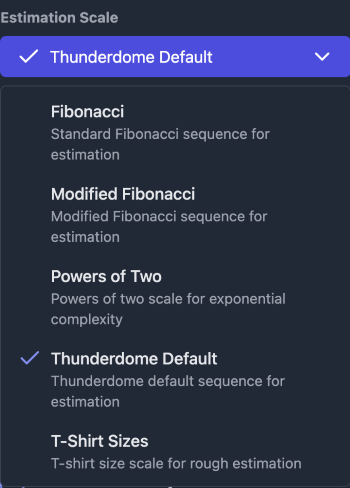 Estimation Scale
Thunderdome Default
Fibonacci
Standard Fibonacci sequence for
estimation
Modified Fibonacci
Modified Fibonacci sequence for
estimation
Powers of Two
Powers of two scale for exponential
complexity
Thunderdome Default
Thunderdome default sequence for
estimation
T-Shirt Sizes
T-shirt size scale for rough estimation